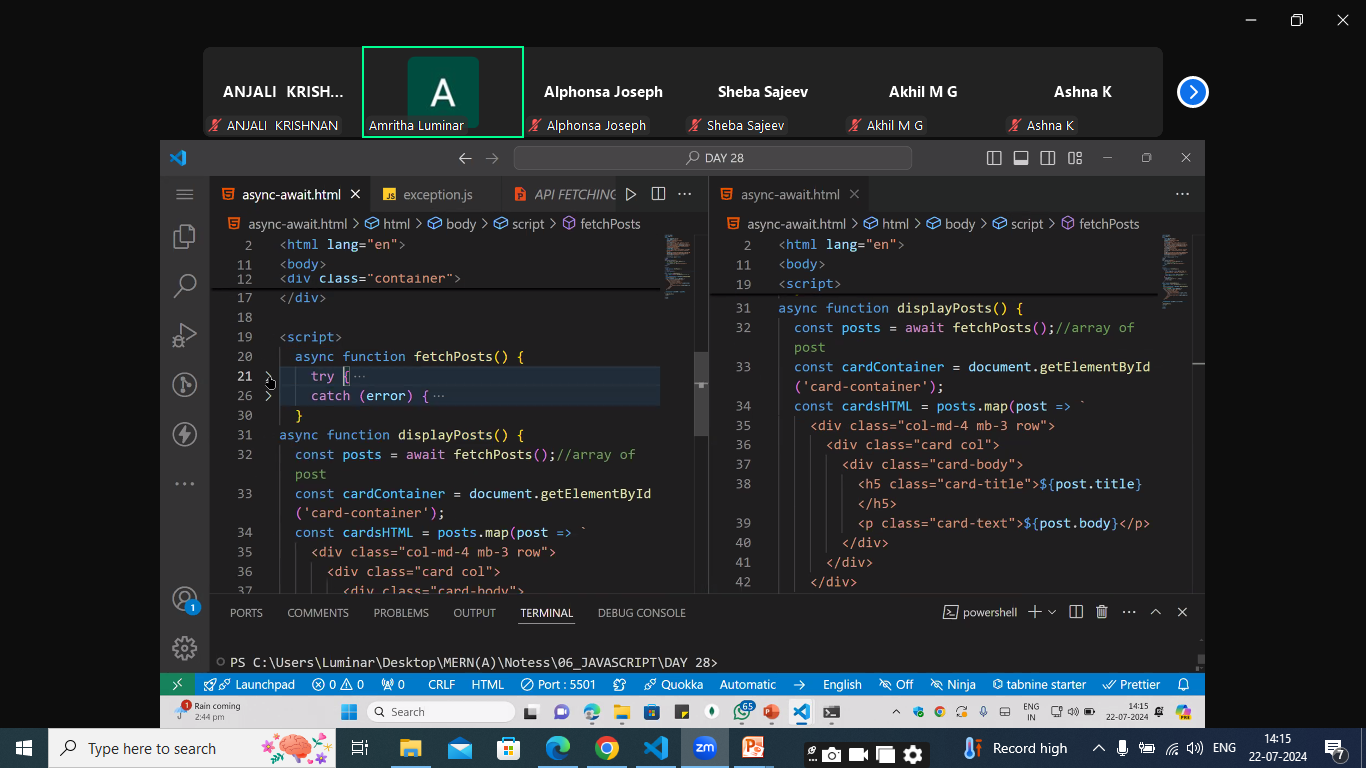 ANJALI KRISH...
A
Alphonsa Joseph
Sheba Sajeev
Akhil M G
Ashna K
ANJALI KRISHNAN
Amritha Luminar
Alphonsa Joseph
Sheba Sajeev
Akhil M G
Ashna K
DAY 28
async-await.html
JS exception.js
API FETCHING
async-await.html
async-await.html > html > body > script > fetchPosts
async-await.html > html > body > script > fetchPosts
2 <html lang="en">
11 <body>
12 <div class="container">
17 </div>
18
19 <script>
20 async function fetchPosts() {
21 try { ...
26 catch (error) { ...
30 }
31 async function displayPosts() {
32 const posts = await fetchPosts();//array of
post
33 const cardContainer = document.getElementById
('card-container');
34 const cardsHTML = posts.map(post => `
35 <div class="col-md-4 mb-3 row">
36 <div class="card col">
37 <div class="card-body">
2 <html lang="en">
11 <body>
19 <script>
31 async function displayPosts() {
32 const posts = await fetchPosts();//array of
post
33 const cardContainer = document.getElementById
('card-container');
34 const cardsHTML = posts.map(post => `
35 <div class="col-md-4 mb-3 row">
36 <div class="card col">
37 <div class="card-body">
38 <h5 class="card-title">${post.title}
</h5>
39 <p class="card-text">${post.body}</p>
40 </div>
41 </div>
42 </div>
1
PORTS COMMENTS PROBLEMS OUTPUT TERMINAL DEBUG CONSOLE
powershell
PS C:\Users\Luminar\Desktop\MERN(A)\Notess\06_JAVASCRIPT\DAY 28>
Launchpad 0 0 0 CRLF HTML Port : 5501 Quokka Automatic English Off Ninja tabnine starter Prettier
1
Rain coming
2:44 pm
Search
65
ENG
IN
14:15
22-07-2024
PRE
Type here to search
zm
Record high
ENG
14:15
22-07-2024
7